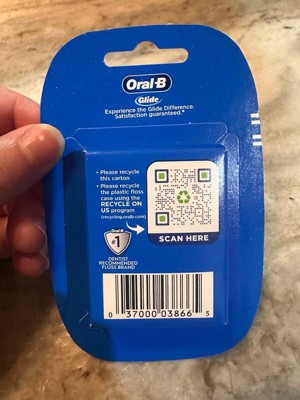 Oral-B
Glide
Experience the Glide Difference.
Satisfaction guaranteed.*
• Please recycle
this carton
• Please recycle
the plastic floss
case using the
RECYCLE ON
US program
(recycling.oralb.com)
SCAN HERE
Oral-B
#1
DENTIST
RECOMMENDED
FLOSS BRAND
0 37000 03866 5